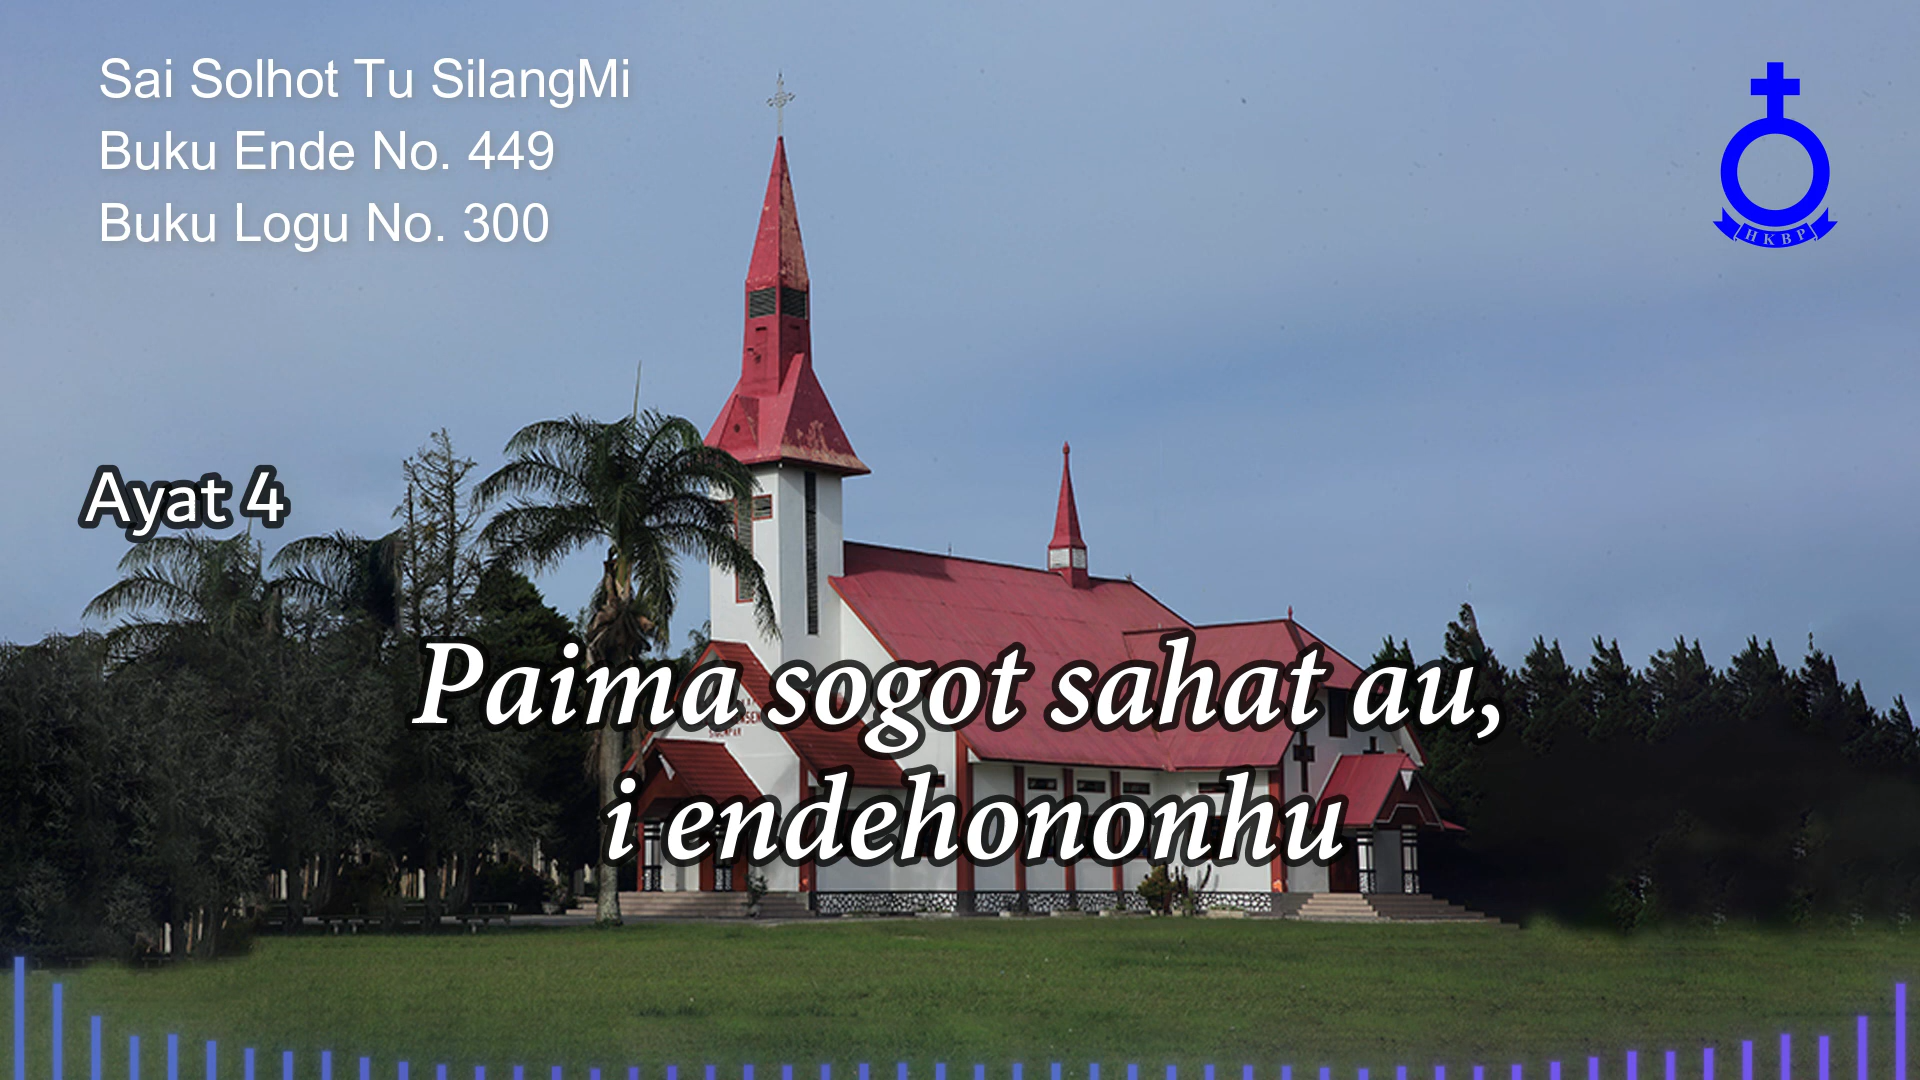 Sai Solhot Tu SilangMi
Buku Ende No. 449
Buku Logu No. 300
HKBP
Ayat 4
Paima sogot sahat au,
i endehononhu